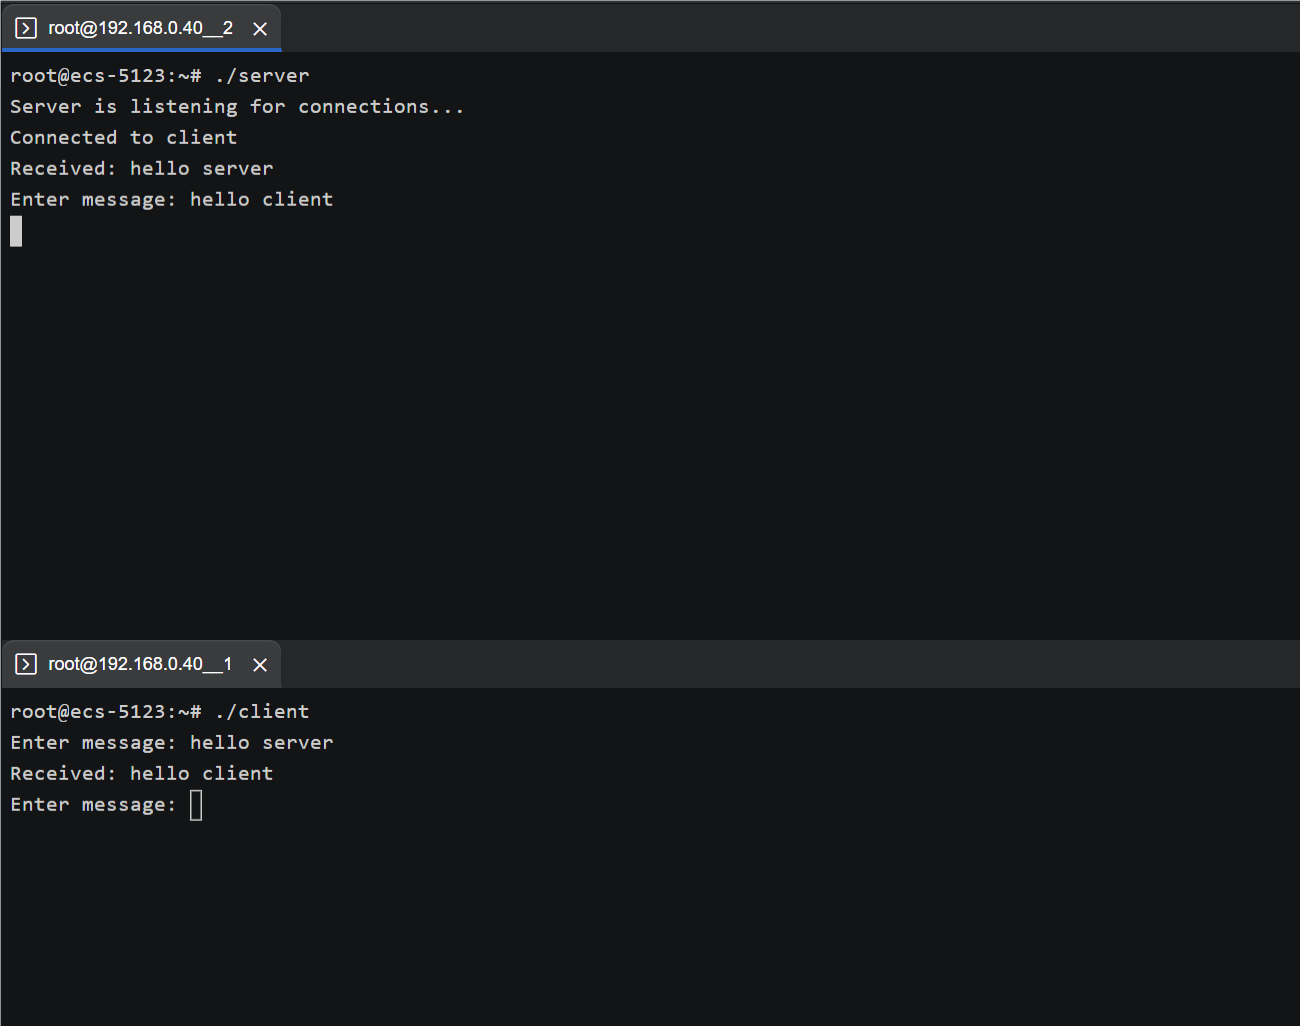 root@192.168.0.40__2
root@ecs-5123:~# ./server
Server is listening for connections...
Connected to client
Received: hello server
Enter message: hello client
root@192.168.0.40__1
root@ecs-5123:~# ./client
Enter message: hello server
Received: hello client
Enter message: